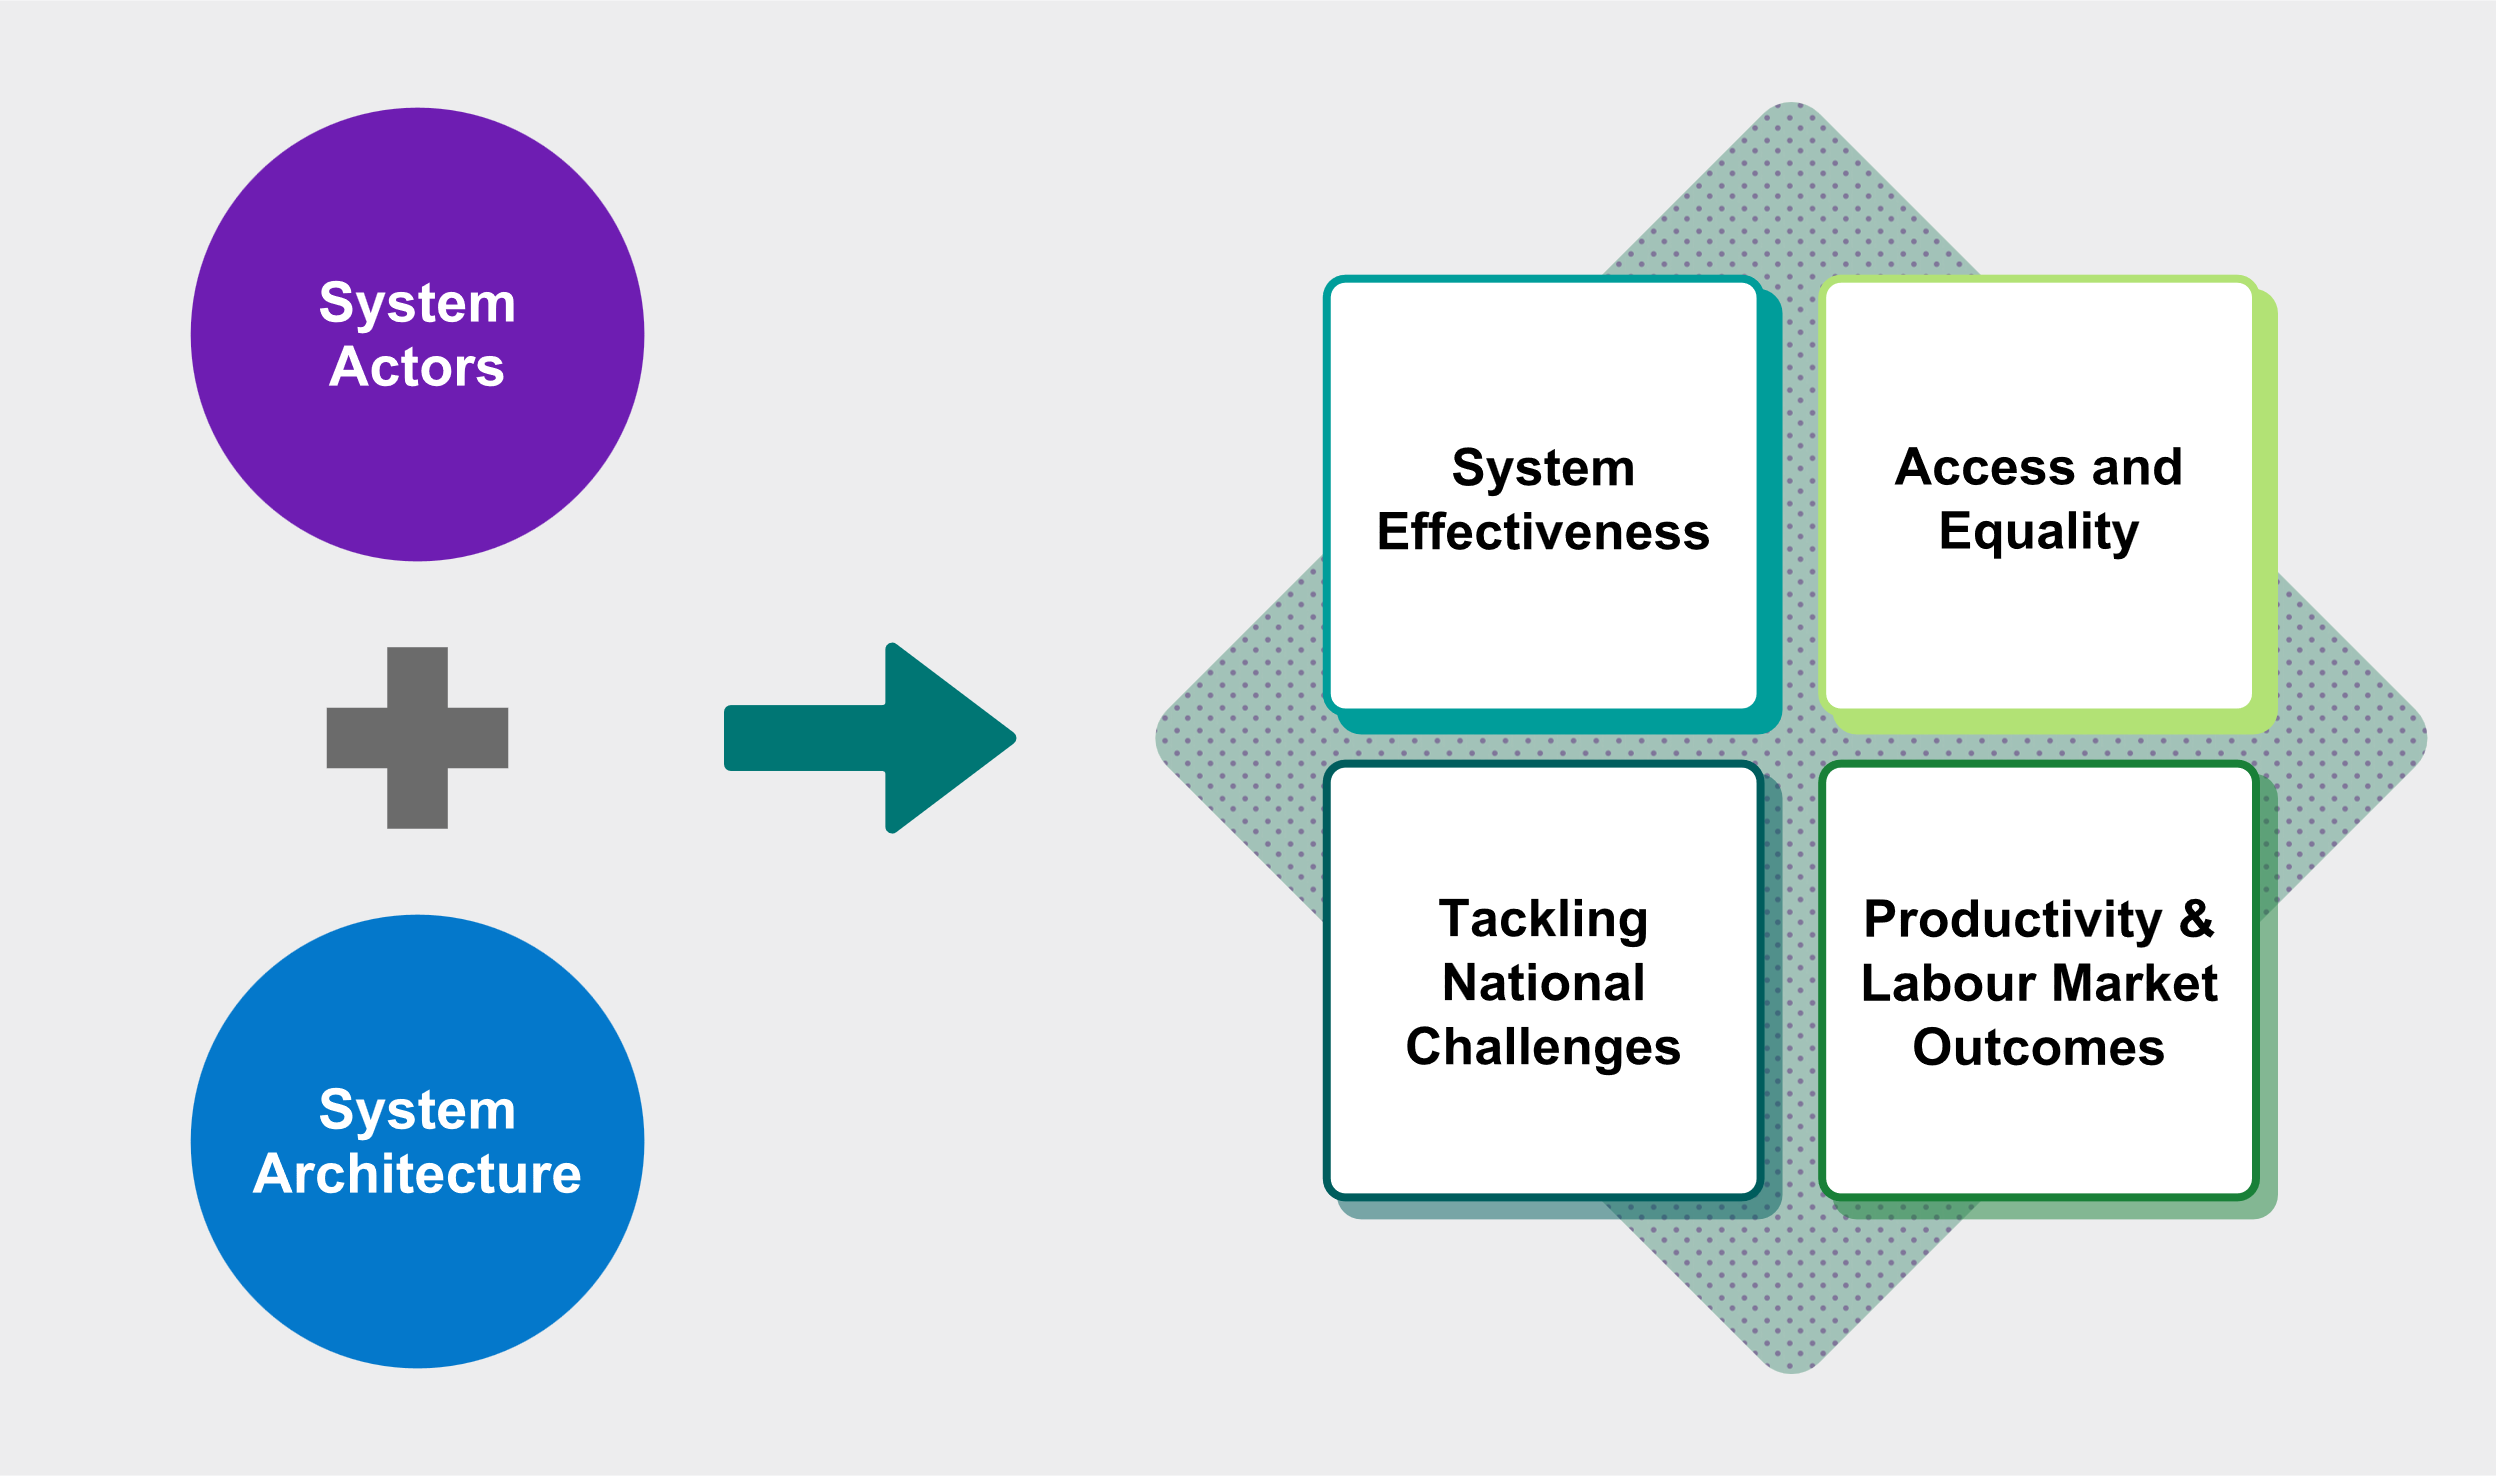 System
Actors
System
Architecture
System
Effectiveness
Access and
Equality
Tackling
National
Challenges
Productivity &
Labour Market
Outcomes